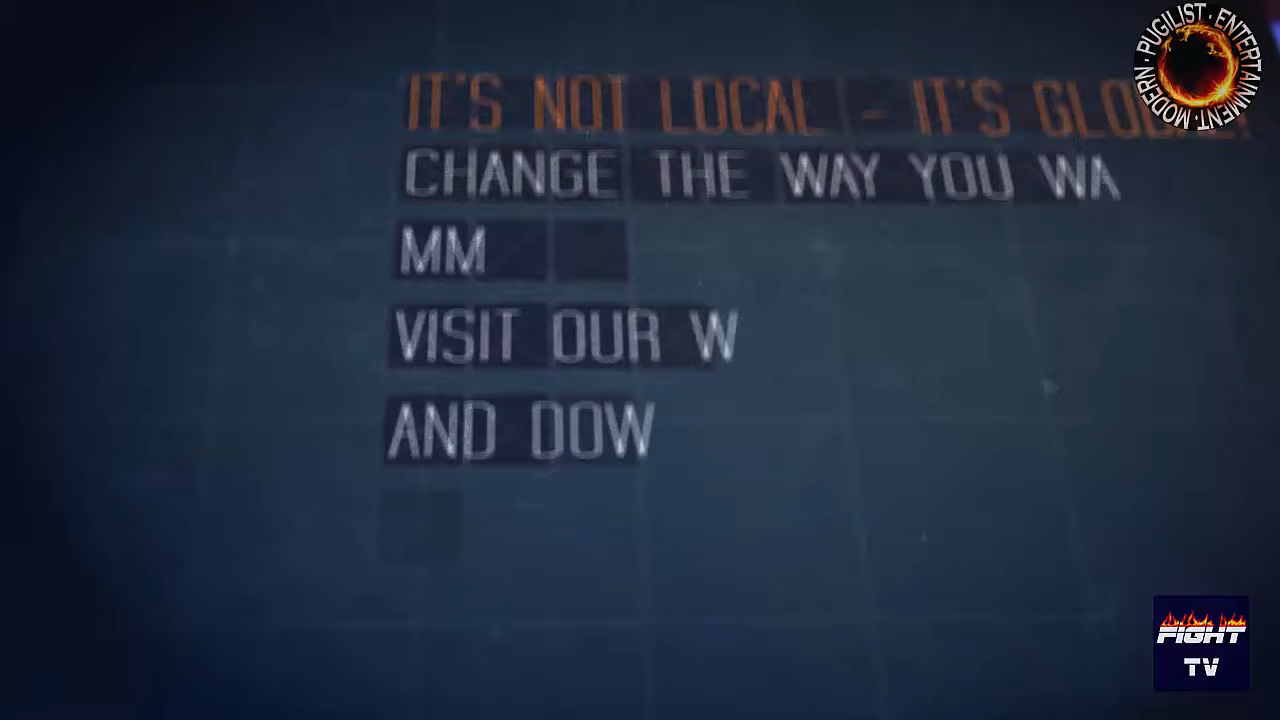 IT'S NOT LOCAL - IT'S
CHANGE THE WAY YOU WA
MM
VISIT OUR W
AND DOW
MODERN · PUGILIST · ENTERTAINMENT ·
FIGHT
TV